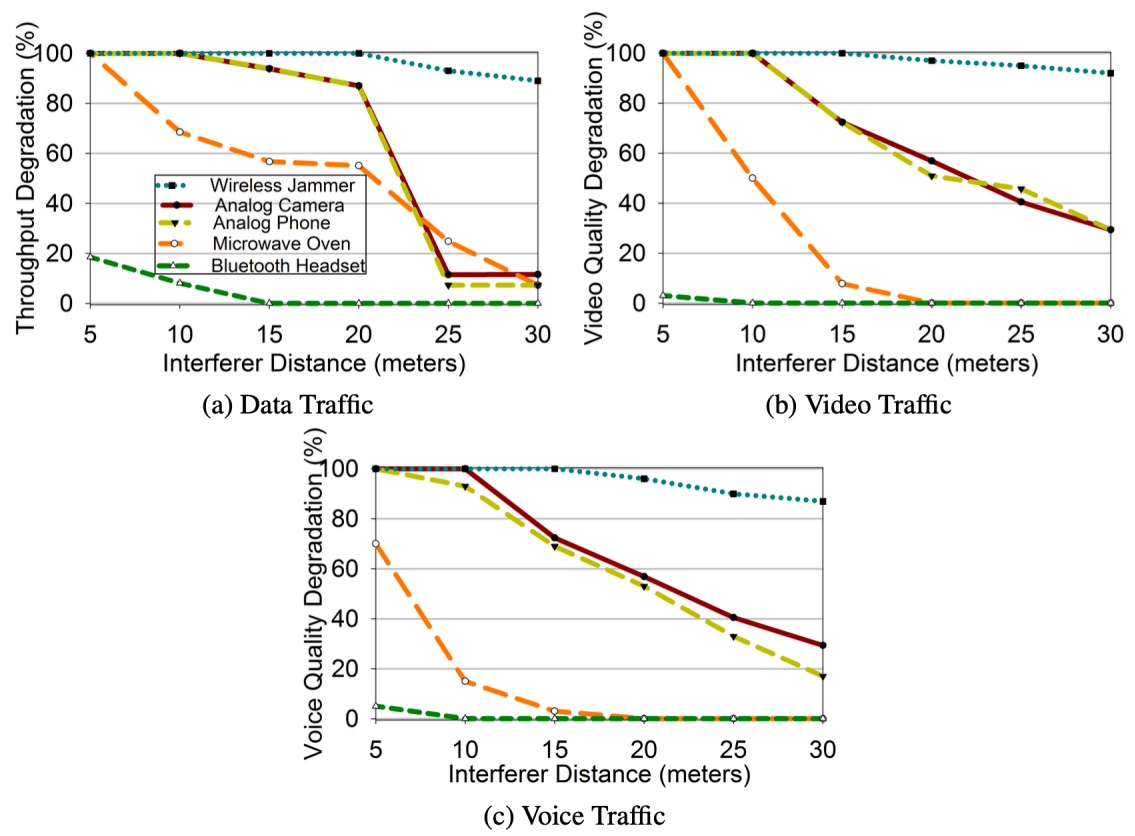 Throughput Degradation (%)
100
80
60
40
20
0
Wireless Jammer
Analog Camera
Analog Phone
Microwave Oven
Bluetooth Headset
5 10 15 20 25 30
Interferer Distance (meters)
(a) Data Traffic
Video Quality Degradation (%)
100
80
60
40
20
0
5 10 15 20 25 30
Interferer Distance (meters)
(b) Video Traffic
Voice Quality Degradation (%)
100
80
60
40
20
0
5 10 15 20 25 30
Interferer Distance (meters)
(c) Voice Traffic